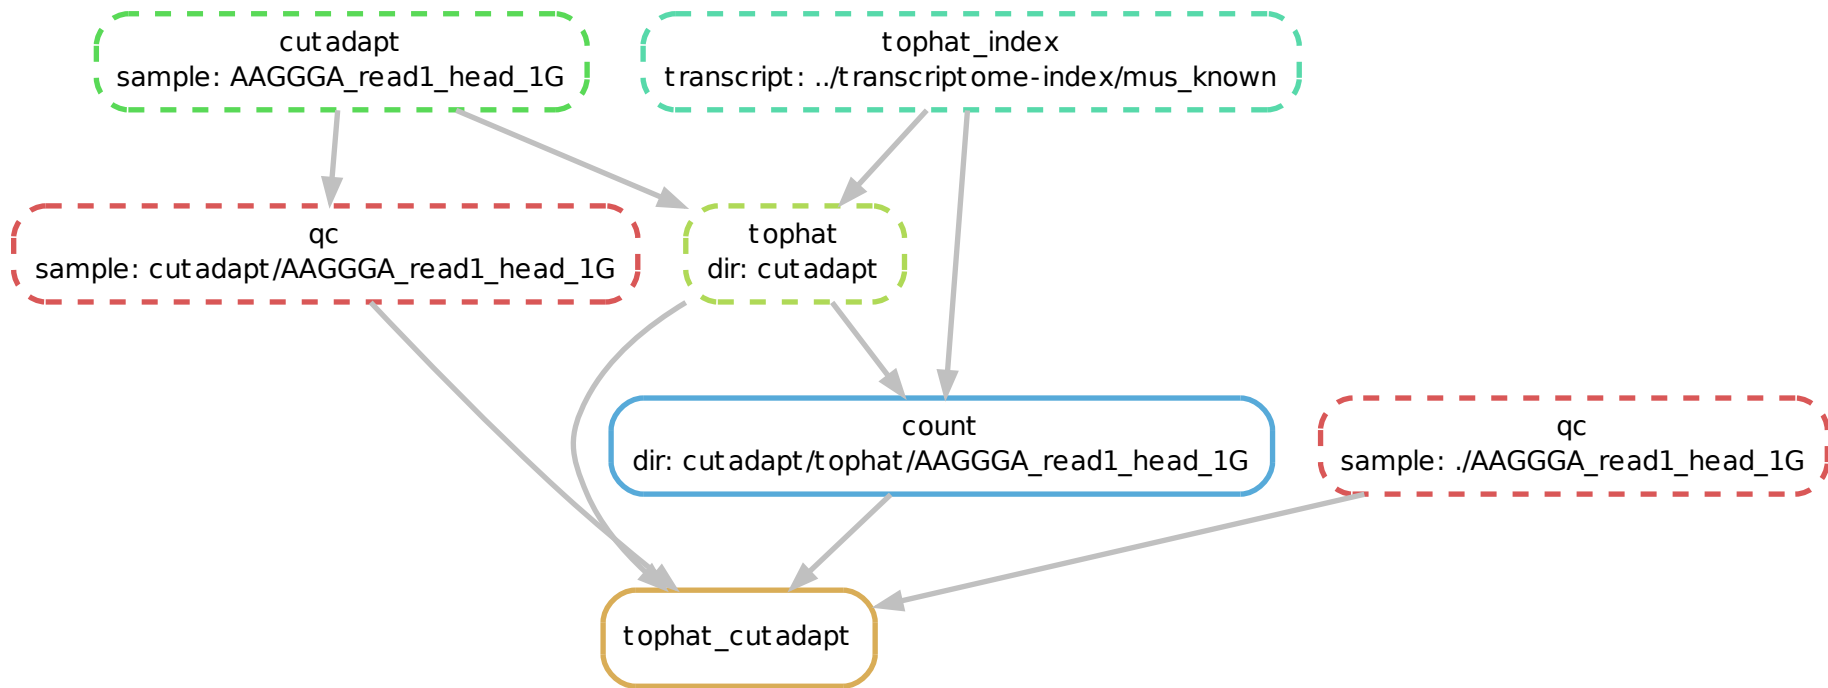 cutadapt
sample: AAGGGA_read1_head_1G
tophat_index
transcript: ../transcriptome-index/mus_known
qc
sample: cutadapt/AAGGGA_read1_head_1G
tophat
dir: cutadapt
count
dir: cutadapt/tophat/AAGGGA_read1_head_1G
qc
sample: ./AAGGGA_read1_head_1G
tophat_cutadapt